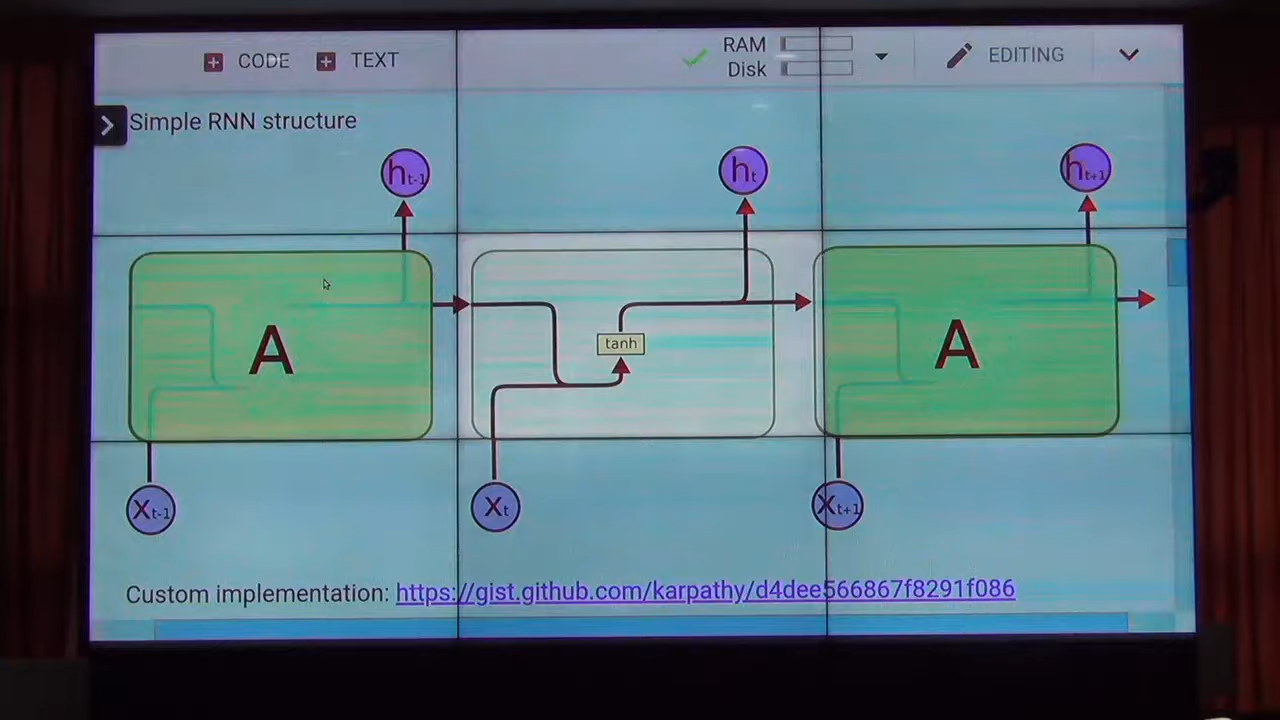 CODE TEXT RAM EDITING
Disk
Simple RNN structure
ht-1 ht ht+1
A tanh A
xt-1 xt xt+1
Custom implementation: https://gist.github.com/karpathy/d4dee566867f8291f086